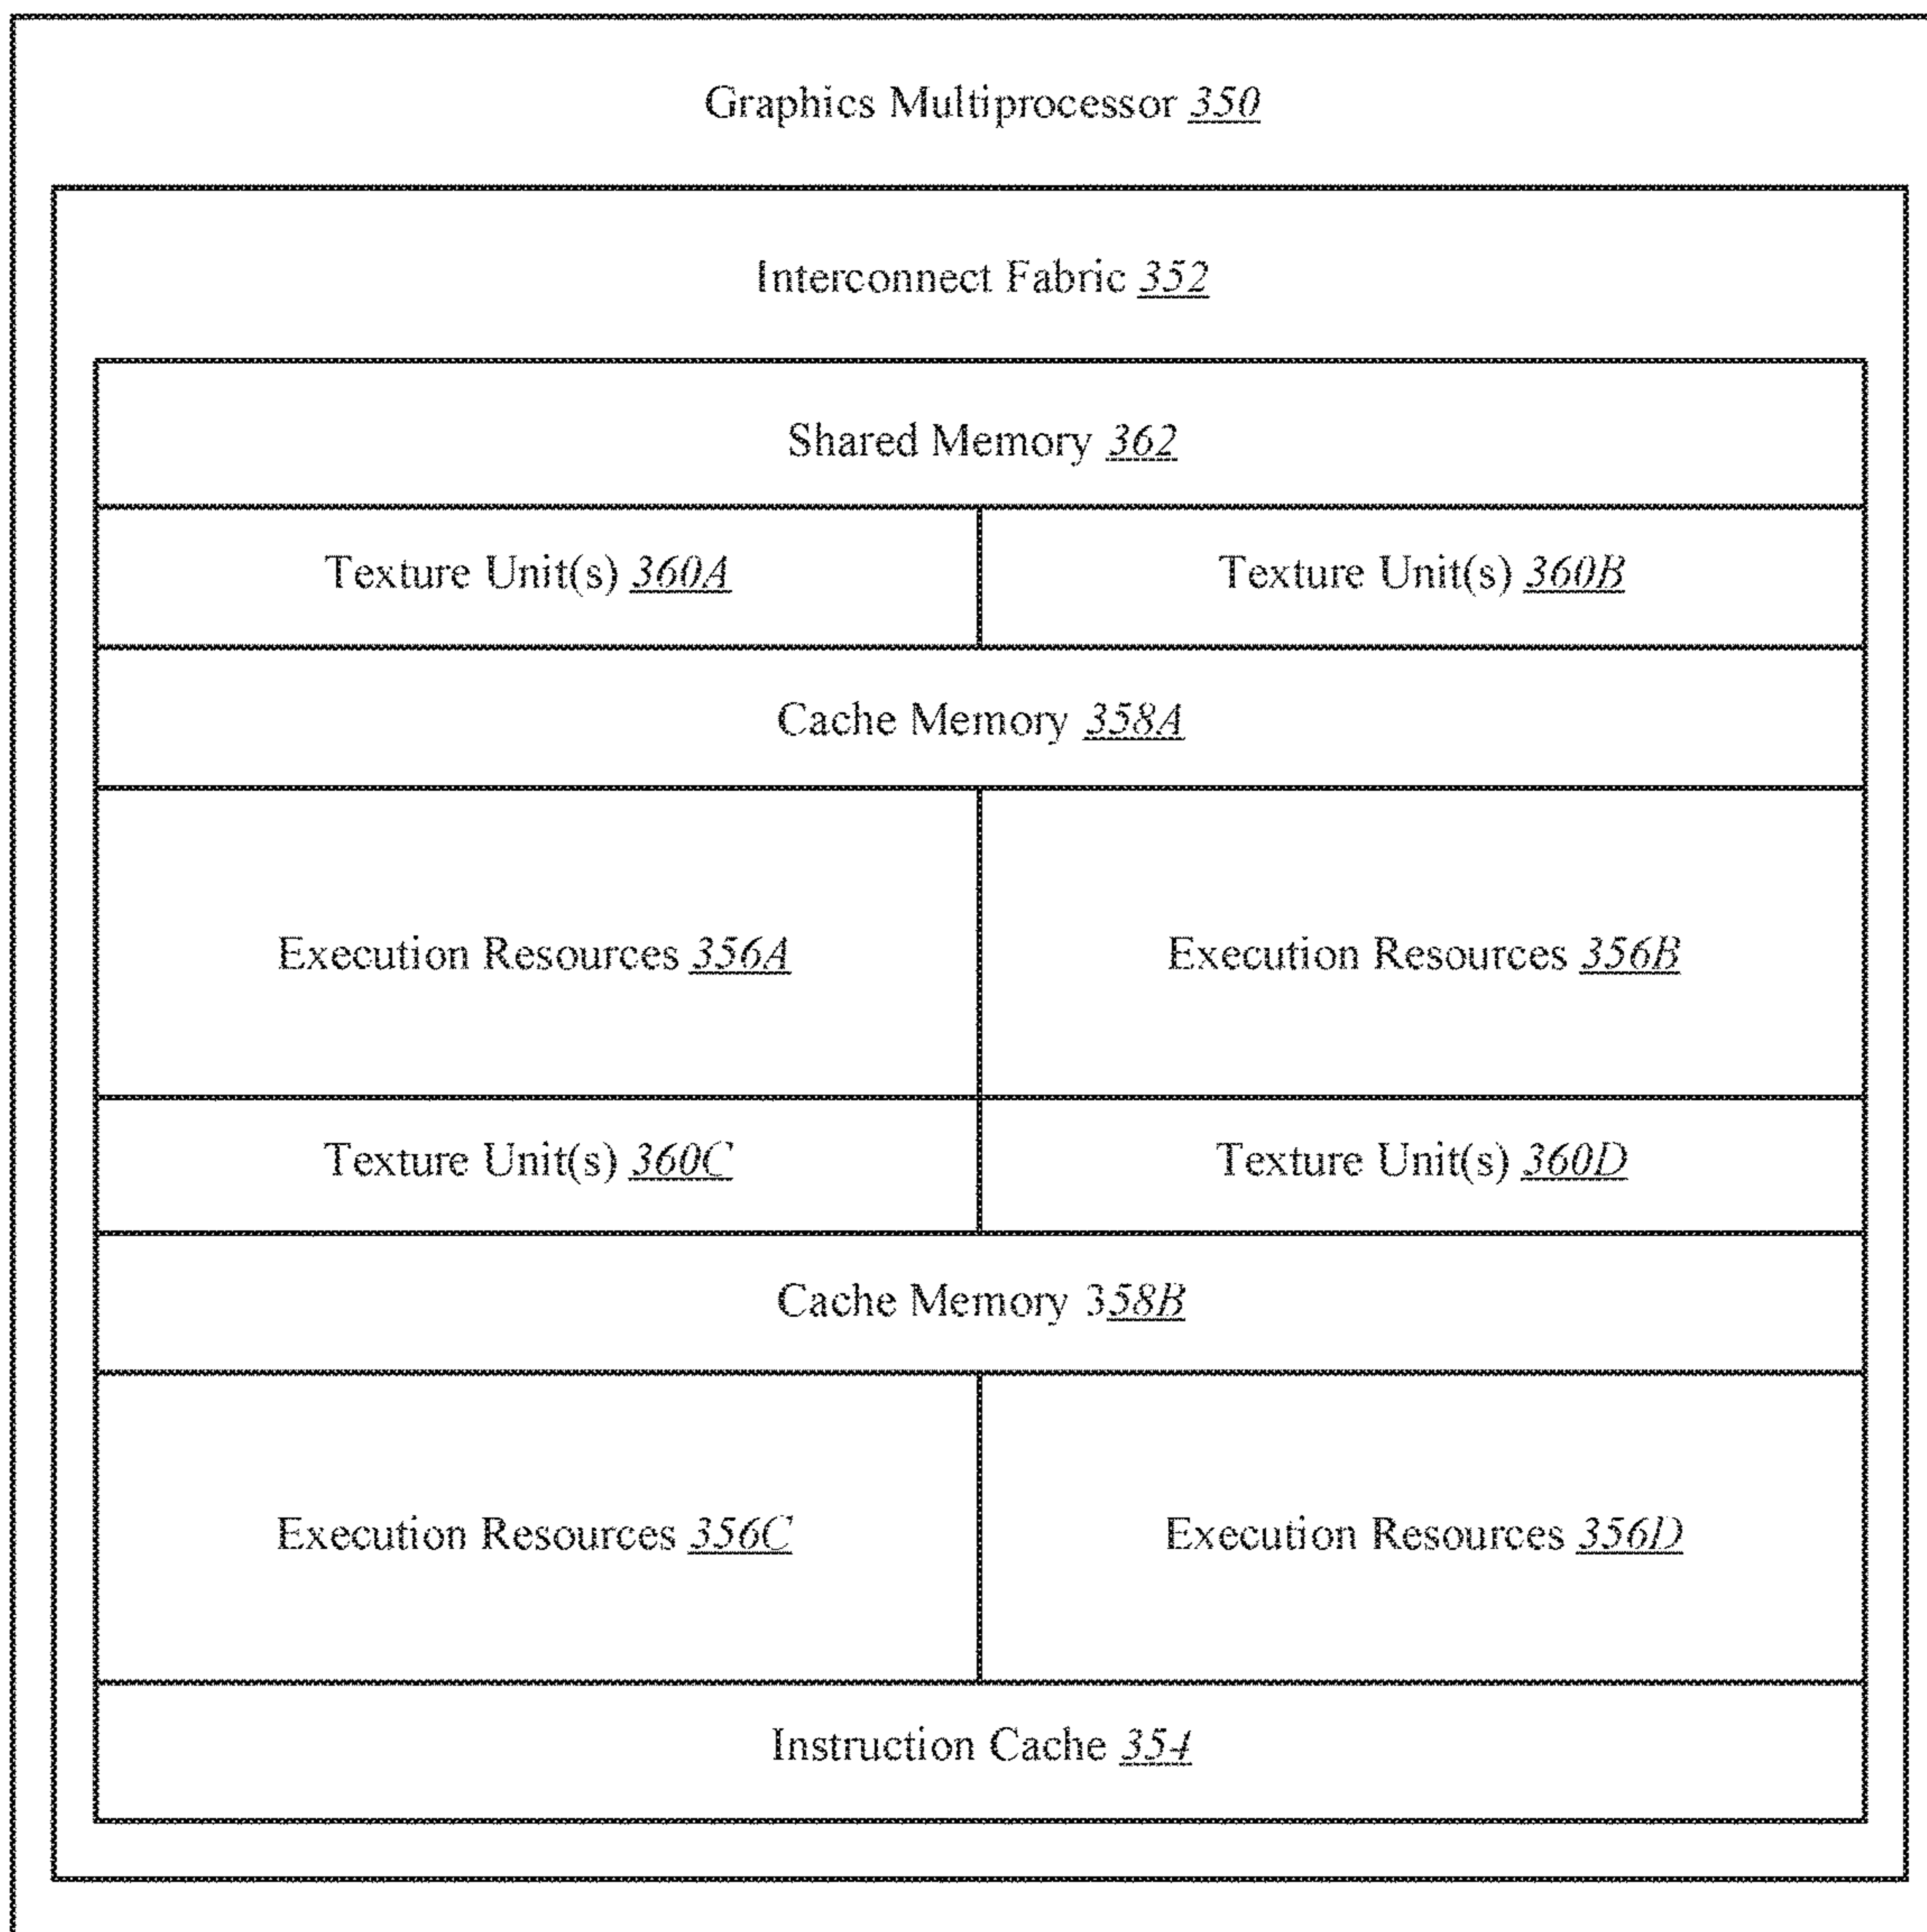 Graphics Multiprocessor 350
Interconnect Fabric 352
Shared Memory 362
Texture Unit(s) 360A
Texture Unit(s) 360B
Cache Memory 358A
Execution Resources 356A
Execution Resources 356B
Texture Unit(s) 360C
Texture Unit(s) 360D
Cache Memory 358B
Execution Resources 356C
Execution Resources 356D
Instruction Cache 354